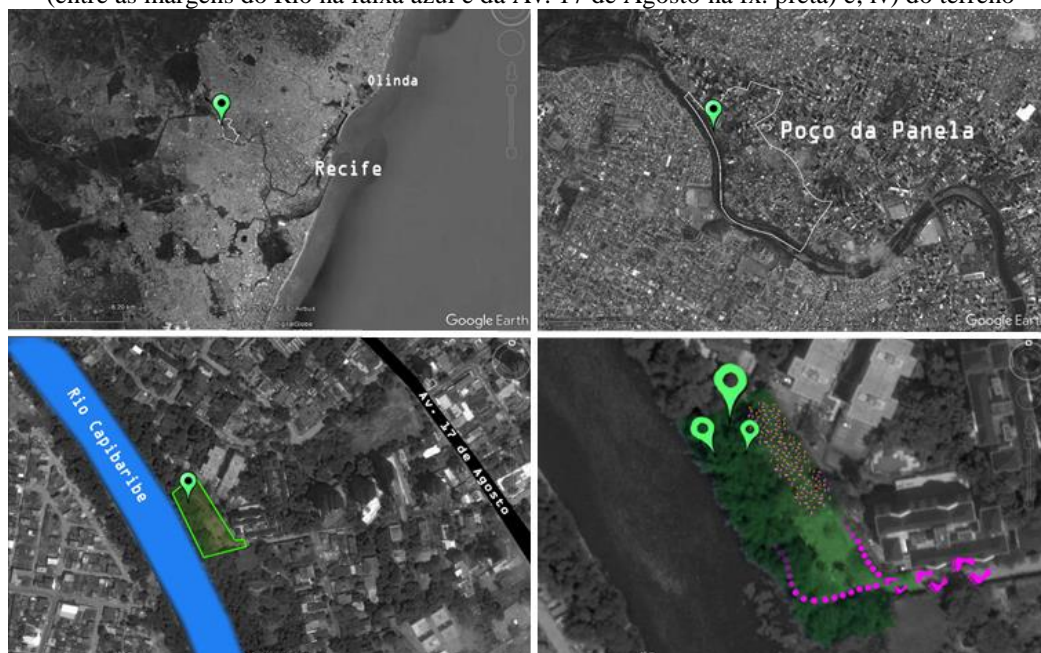 (entre as margens do Rio na faixa azul e da Av. 17 de Agosto na fx. preta) e, iv) do terreno
Olinda
Recife
Google Earth
Poço da Panela
Google Eart
Rio Capibaribe
Av. 17 de Agosto